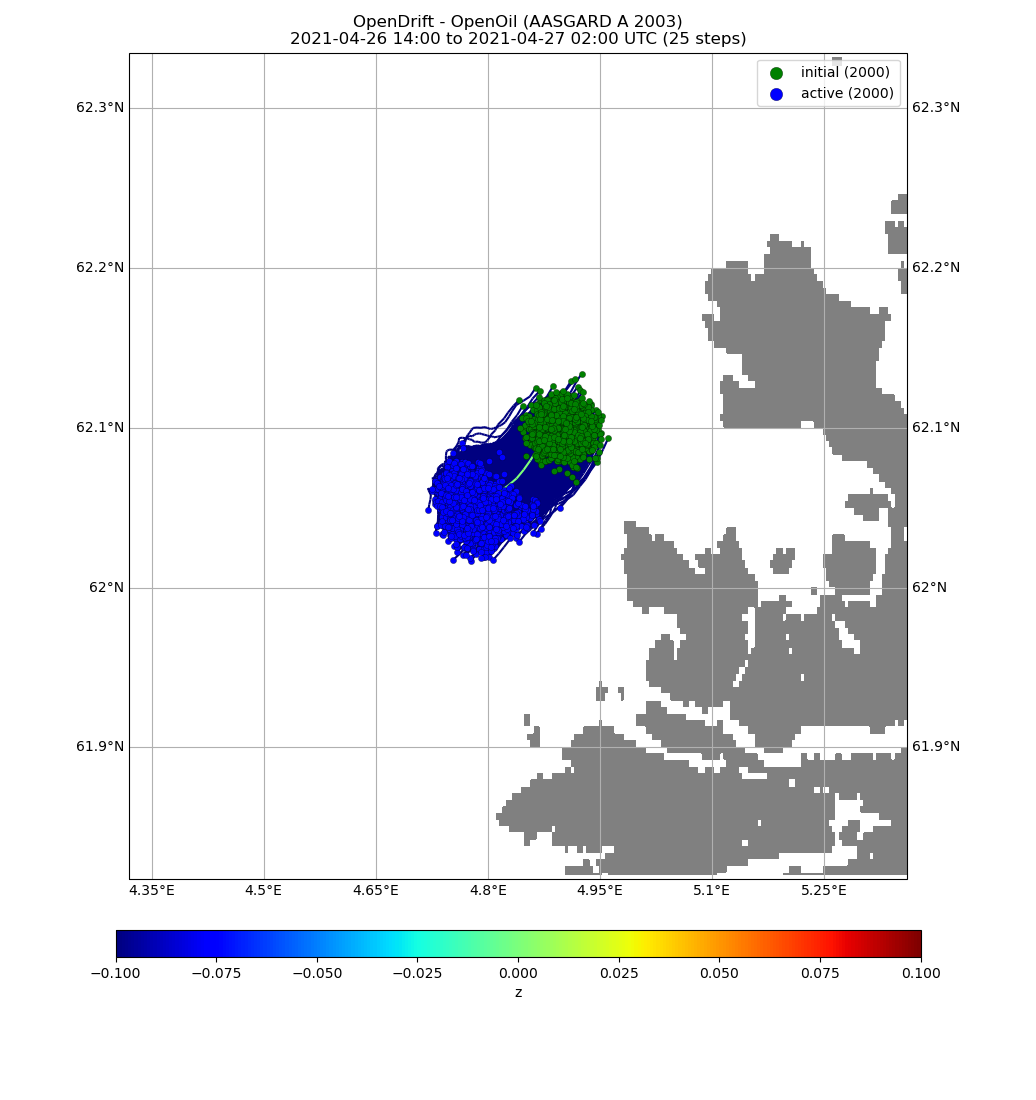 OpenDrift - OpenOil (AASGARD A 2003)
2021-04-26 14:00 to 2021-04-27 02:00 UTC (25 steps)
initial (2000)
active (2000)
62.3°N 62.3°N
62.2°N 62.2°N
62.1°N 62.1°N
62°N 62°N
61.9°N 61.9°N
4.35°E 4.5°E 4.65°E 4.8°E 4.95°E 5.1°E 5.25°E
−0.100 −0.075 −0.050 −0.025 0.000 0.025 0.050 0.075 0.100
z